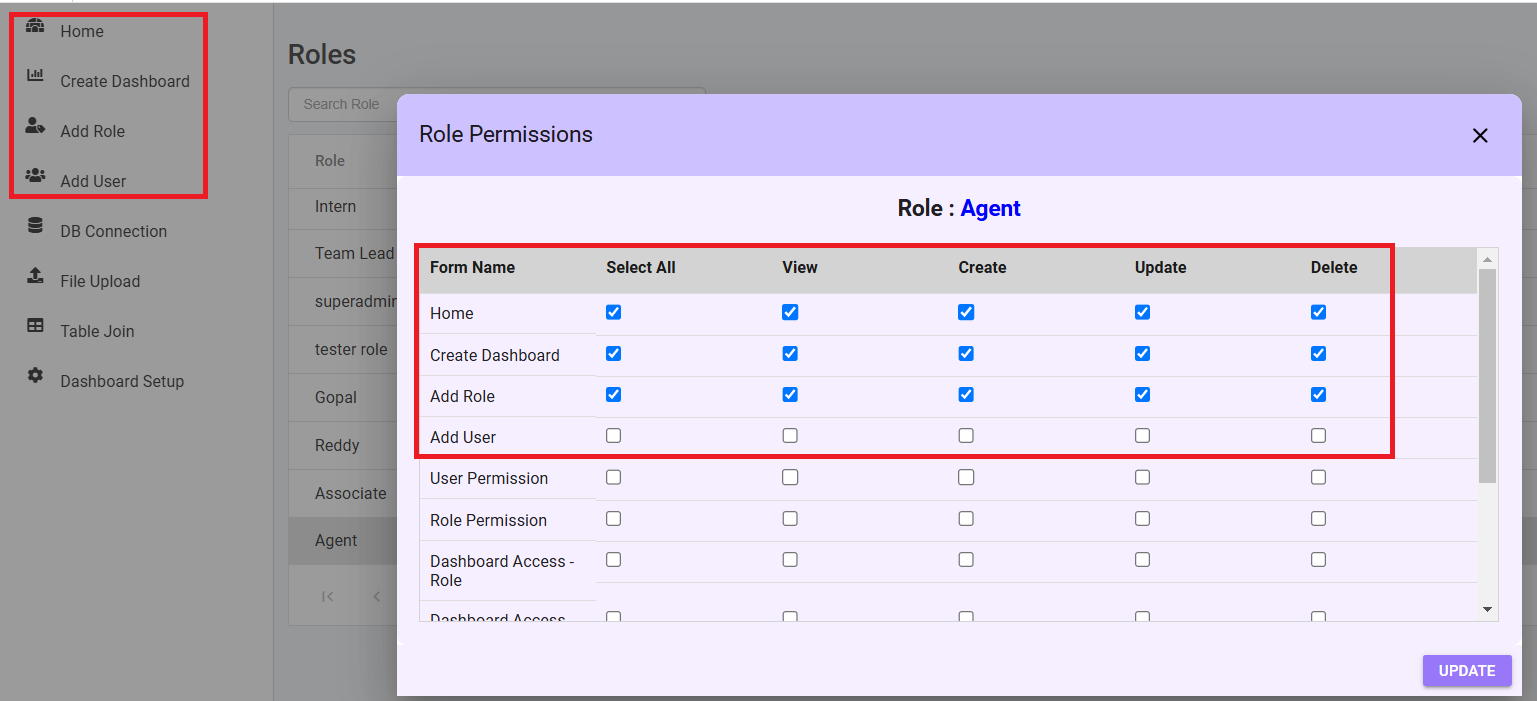 Home
Create Dashboard
Add Role
Add User
DB Connection
File Upload
Table Join
Dashboard Setup
Roles
Search Role
Role
Intern
Team Lead
superadmin
tester role
Gopal
Reddy
Associate
Agent
Role Permissions
Role : Agent
Form Name Select All View Create Update Delete
Home
Create Dashboard
Add Role
Add User
User Permission
Role Permission
Dashboard Access -
Role
Dashboard Access
UPDATE